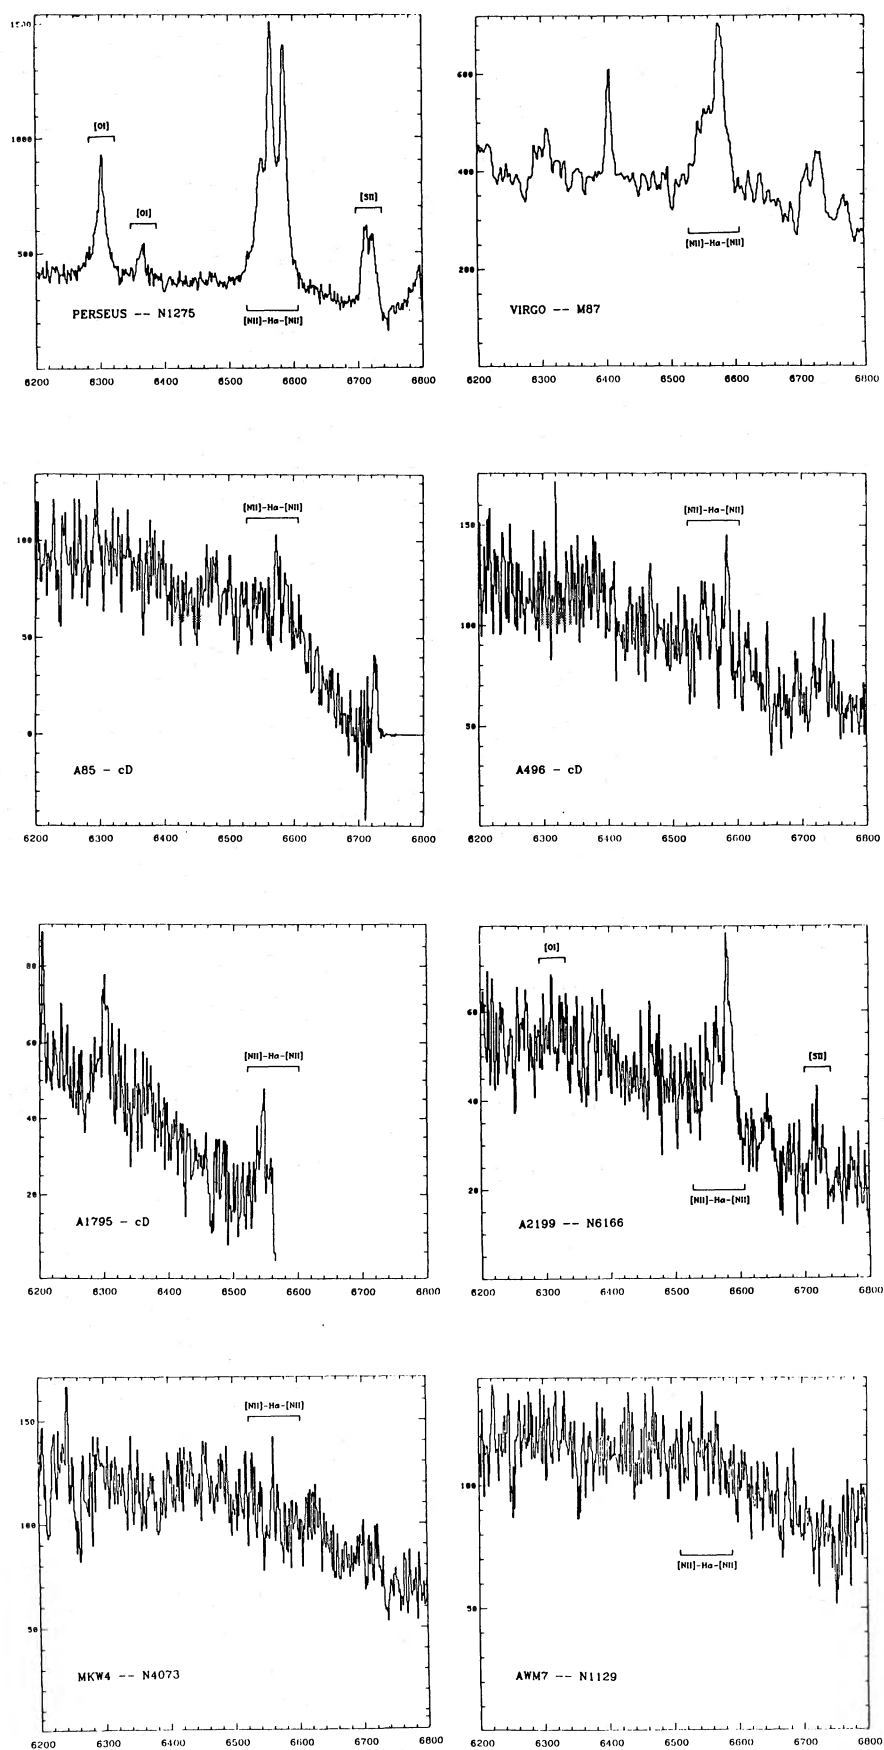 1500
1000
500
[OI]
[OI]
[SII]
[NII]-Hα-[NII]
PERSEUS -- N1275
6200 6300 6400 6500 6600 6700 6800
600
400
200
[NII]-Hα-[NII]
VIRGO -- M87
6200 6300 6400 6500 6600 6700 6800
100
50
0
[NII]-Hα-[NII]
A85 - cD
6200 6300 6400 6500 6600 6700 6800
150
100
50
[NII]-Hα-[NII]
A496 - cD
6200 6300 6400 6500 6600 6700 6800
80
60
40
20
[NII]-Hα-[NII]
A1795 - cD
6200 6300 6400 6500 6600 6700 6800
60
40
20
[OI]
[SII]
[NII]-Hα-[NII]
A2199 -- N6166
6200 6300 6400 6500 6600 6700 6800
150
100
50
[NII]-Hα-[NII]
MKW4 -- N4073
6200 6300 6400 6500 6600 6700 6800
100
50
[NII]-Hα-[NII]
AWM7 -- N1129
6200 6300 6400 6500 6600 6700 6800